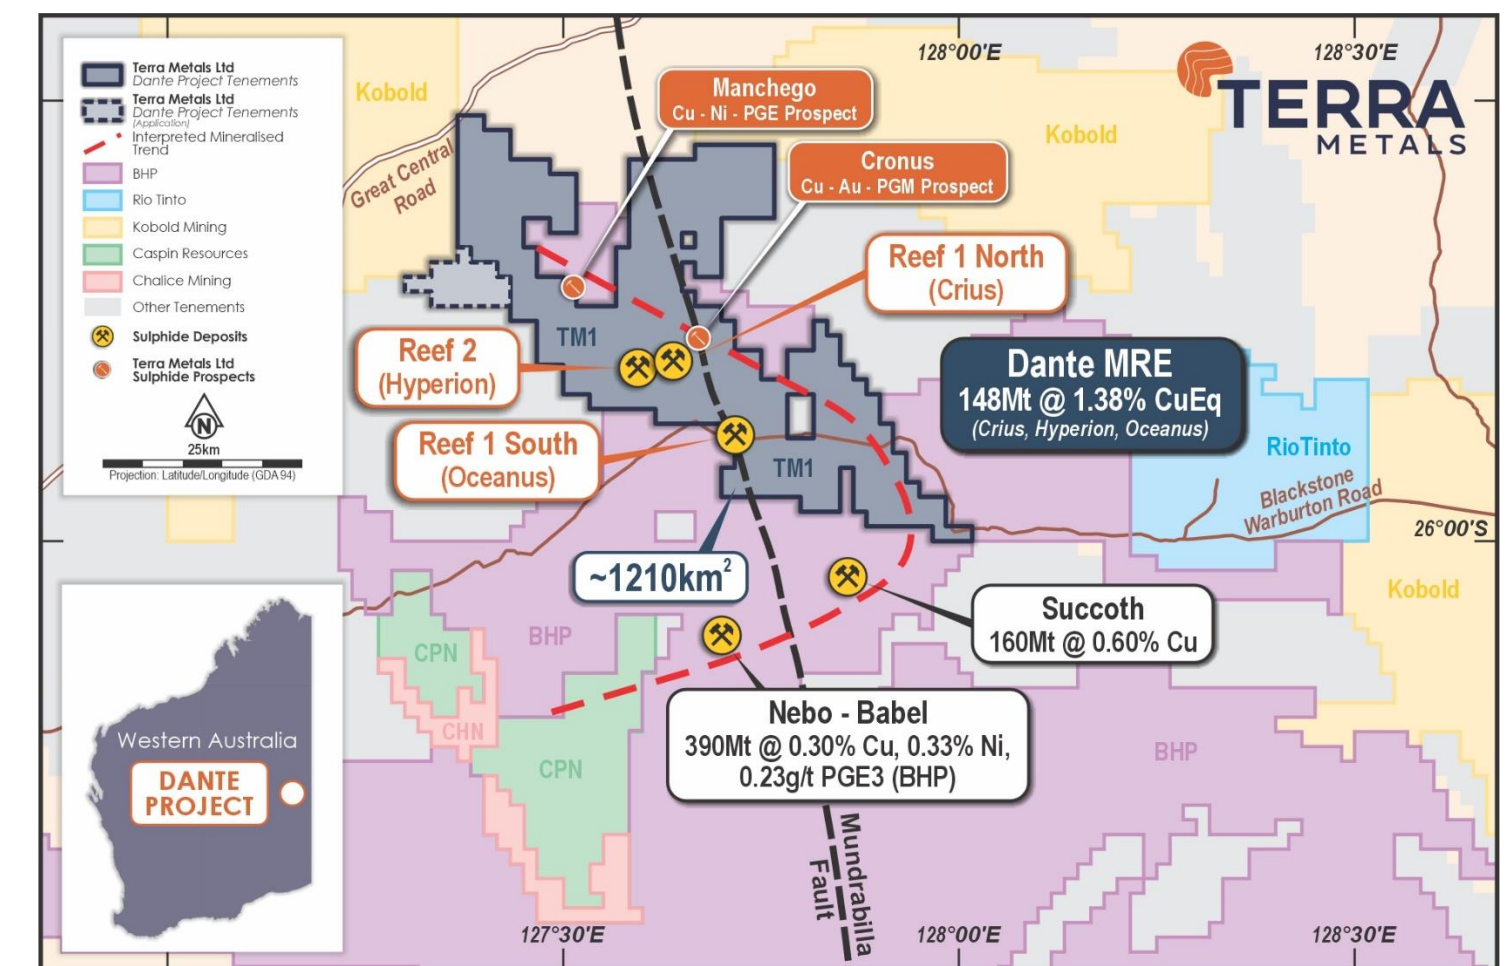 Terra Metals Ltd
Dante Project Tenements
Terra Metals Ltd
Dante Project Tenements
(Application)
Interpreted Mineralised
Trend
BHP
Rio Tinto
Kobold Mining
Caspin Resources
Chalice Mining
Other Tenements
Sulphide Deposits
Terra Metals Ltd
Sulphide Prospects
N
25km
Projection: Latitude/Longitude (GDA 94)
128°00'E
128°30'E
TERRA
METALS
Kobold
Kobold
Great Central
Road
Manchego
Cu - Ni - PGE Prospect
Cronus
Cu - Au - PGM Prospect
Reef 1 North
(Crius)
TM1
Reef 2
(Hyperion)
Dante MRE
148Mt @ 1.38% CuEq
(Crius, Hyperion, Oceanus)
Reef 1 South
(Oceanus)
TM1
RioTinto
Blackstone
Warburton Road
26°00'S
~1210km²
Kobold
Succoth
160Mt @ 0.60% Cu
BHP
CPN
CHN
CPN
Nebo - Babel
390Mt @ 0.30% Cu, 0.33% Ni,
0.23g/t PGE3 (BHP)
BHP
Mundrabilla
Fault
Western Australia
DANTE
PROJECT
127°30'E
128°00'E
128°30'E